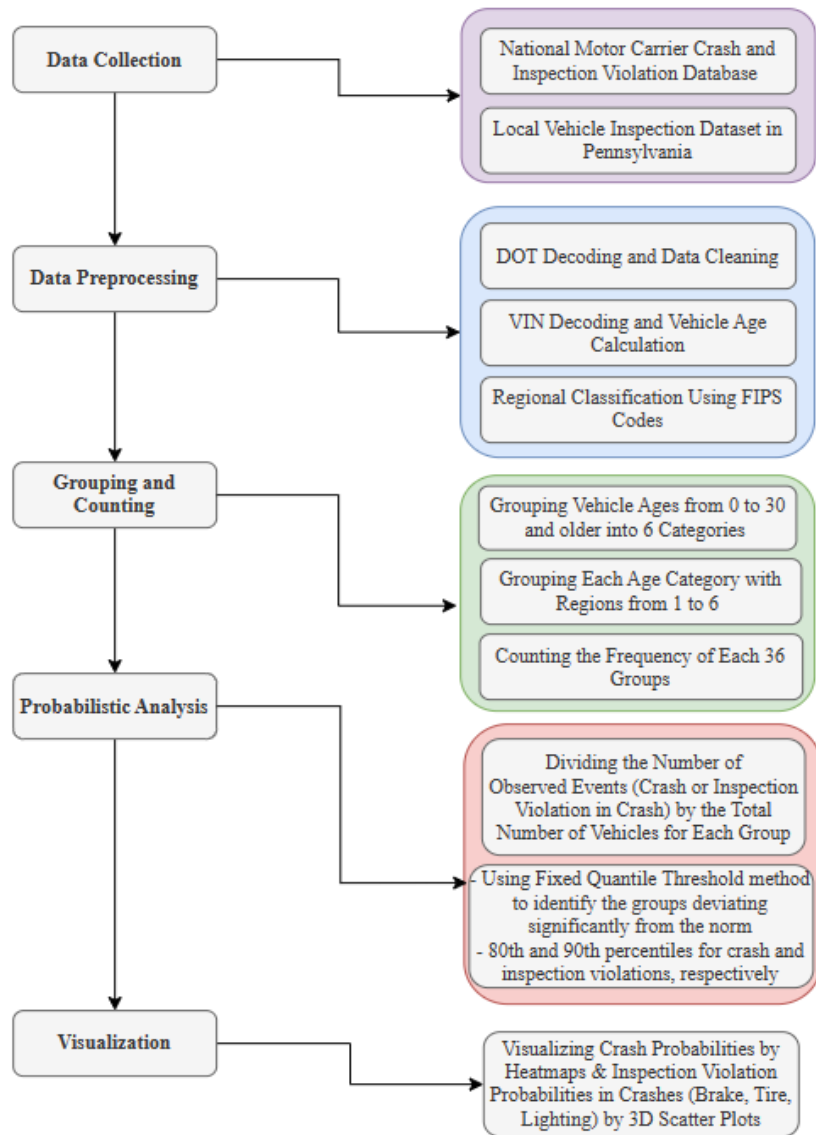 Data Collection
National Motor Carrier Crash and
Inspection Violation Database
Local Vehicle Inspection Dataset in
Pennsylvania
Data Preprocessing
DOT Decoding and Data Cleaning
VIN Decoding and Vehicle Age
Calculation
Regional Classification Using FIPS
Codes
Grouping and
Counting
Grouping Vehicle Ages from 0 to 30
and older into 6 Categories
Grouping Each Age Category with
Regions from 1 to 6
Counting the Frequency of Each 36
Groups
Probabilistic Analysis
Dividing the Number of
Observed Events (Crash or Inspection
Violation in Crash) by the Total
Number of Vehicles for Each Group
- Using Fixed Quantile Threshold method
to identify the groups deviating
significantly from the norm
- 80th and 90th percentiles for crash and
inspection violations, respectively
Visualization
Visualizing Crash Probabilities by
Heatmaps & Inspection Violation
Probabilities in Crashes (Brake, Tire,
Lighting) by 3D Scatter Plots